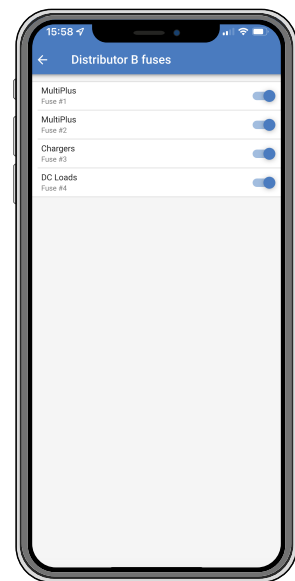 15:58
Distributor B fuses
MultiPlus
Fuse #1
MultiPlus
Fuse #2
Chargers
Fuse #3
DC Loads
Fuse #4